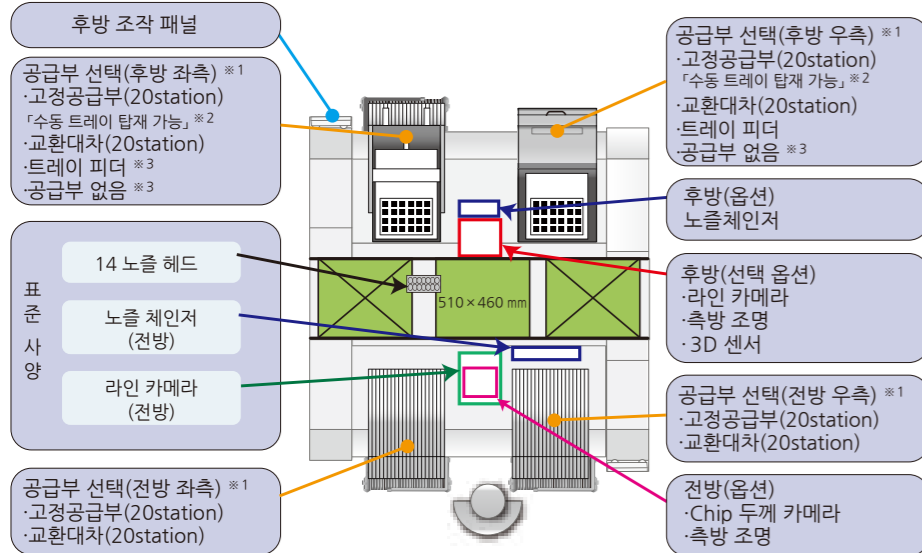 후방 조작 패널
공급부 선택(후방 좌측) ※1
·고정공급부(20station)
「수동 트레이 탑재 가능」 ※2
·교환대차(20station)
·트레이 피더 ※3
·공급부 없음 ※3
공급부 선택(후방 우측) ※1
·고정공급부(20station)
「수동 트레이 탑재 가능」 ※2
·교환대차(20station)
·트레이 피더
·공급부 없음 ※3
후방(옵션)
노즐체인저
표준 사양
14 노즐 헤드
노즐 체인저
(전방)
라인 카메라
(전방)
510×460 mm
후방(선택 옵션)
·라인 카메라
·측방 조명
·3D 센서
공급부 선택(전방 우측) ※1
·고정공급부(20station)
·교환대차(20station)
공급부 선택(전방 좌측) ※1
·고정공급부(20station)
·교환대차(20station)
전방(옵션)
·Chip 두께 카메라
·측방 조명